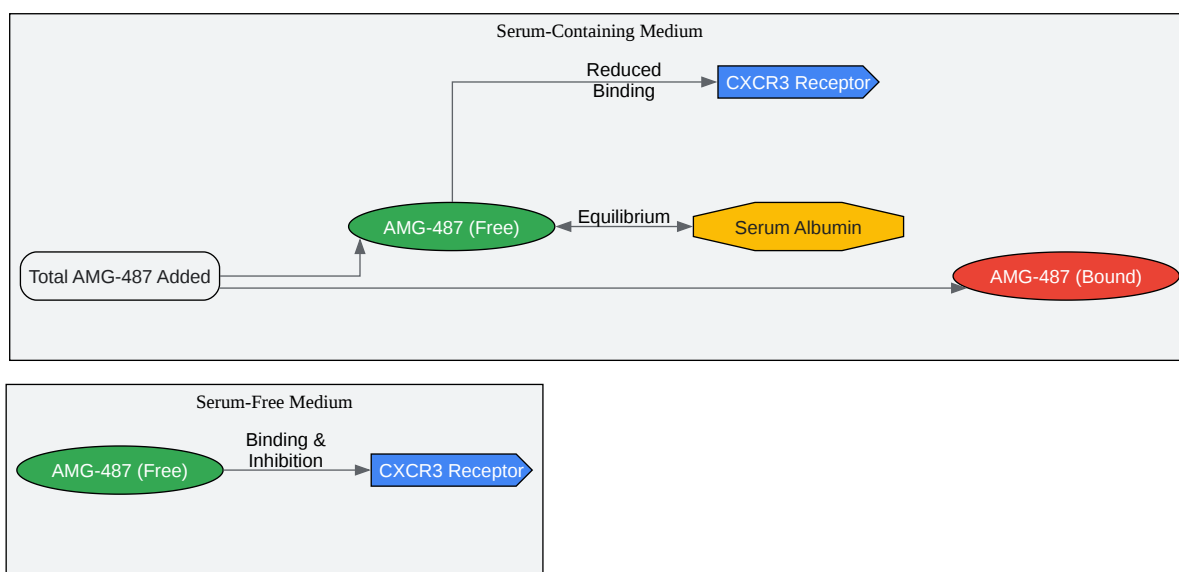 Serum-Containing Medium
Reduced
Binding
CXCR3 Receptor
AMG-487 (Free)
Equilibrium
Serum Albumin
Total AMG-487 Added
AMG-487 (Bound)
Serum-Free Medium
AMG-487 (Free)
Binding &
Inhibition
CXCR3 Receptor